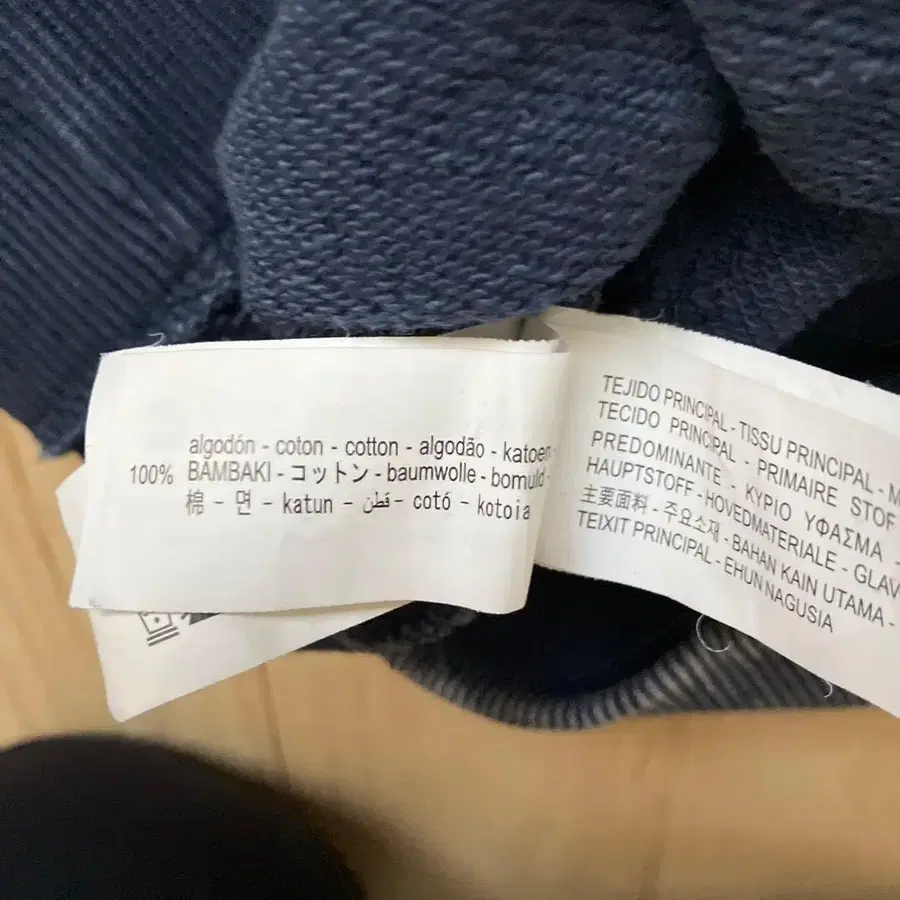 algodón - coton - cotton - algodão - katoen -
100% BAMBAKI - コットン - baumwolle - bomuld -
棉 - 면 - katun - قطن - cotó - kotoia
TEJIDO PRINCIPAL - TISSU PRINCIPAL - M
TECIDO PRINCIPAL - PRIMAIRE STOF
PREDOMINANTE - ΚΥΡΙΟ ΥΦΑΣΜΑ -
HAUPTSTOFF - HOVEDMATERIALE - GLAV
主要面料 - 주요소재 - BAHAN KAIN UTAMA -
TEIXIT PRINCIPAL - EHUN NAGUSIA